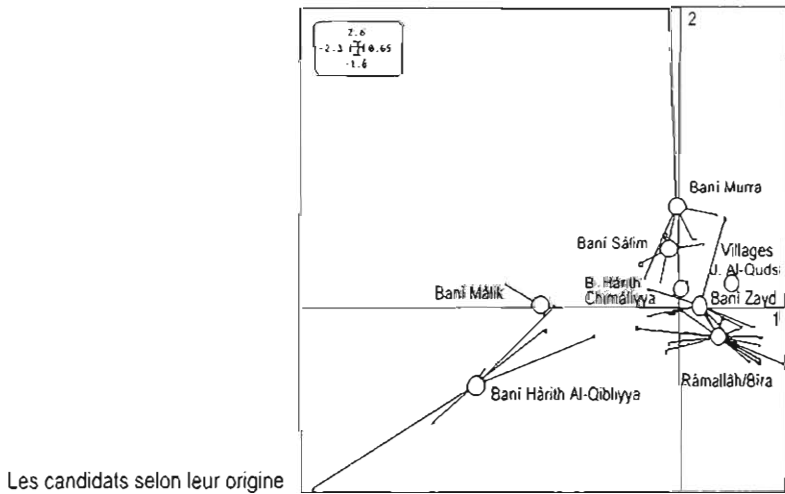 2
2.6
-2.3 0.65
-1.6
Bani Murra
Bani Sâlim
Villages
J. Al-Quds
B. Hârith
Chimâliyya
Bani Mâlik
Bani Zayd
1
Râmallâh/Bîra
Bani Hârith Al-Qibliyya
Les candidats selon leur origine